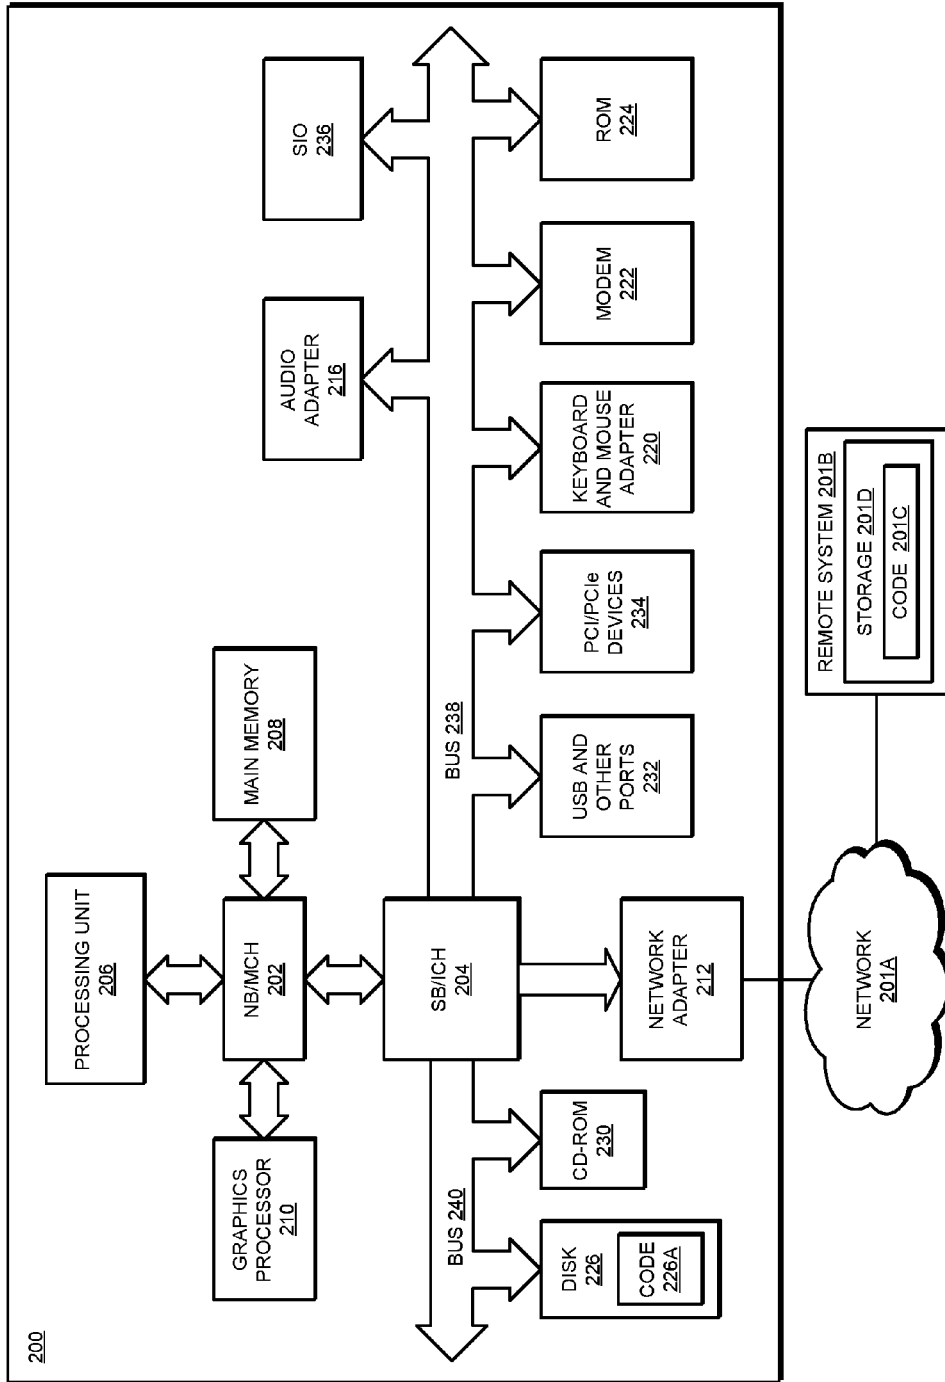 200
PROCESSING UNIT
206
GRAPHICS
PROCESSOR
210
NB/MCH
202
MAIN MEMORY
208
AUDIO
ADAPTER
216
SIO
236
SB/ICH
204
BUS 240
BUS 238
DISK
226
CODE
226A
CD-ROM
230
NETWORK
ADAPTER
212
USB AND
OTHER
PORTS
232
PCI/PCIe
DEVICES
234
KEYBOARD
AND MOUSE
ADAPTER
220
MODEM
222
ROM
224
NETWORK
201A
REMOTE SYSTEM 201B
STORAGE 201D
CODE 201C